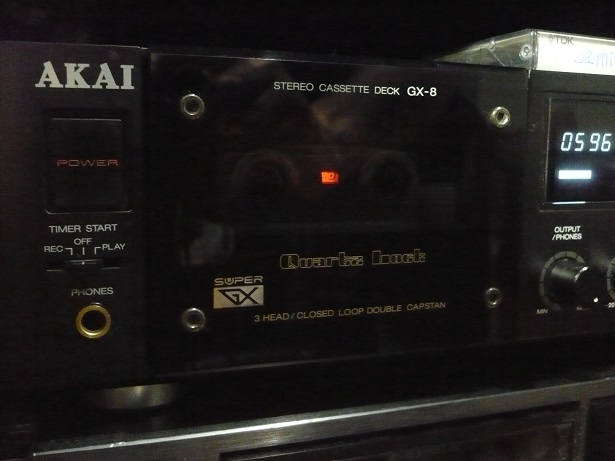 AKAI
STEREO CASSETTE DECK GX-8
TDK
0596
POWER
TIMER START
OFF
REC PLAY
OUTPUT
/PHONES
Quartz Lock
SUPER
GX
PHONES
MIN
-20
3 HEAD/CLOSED LOOP DOUBLE CAPSTAN